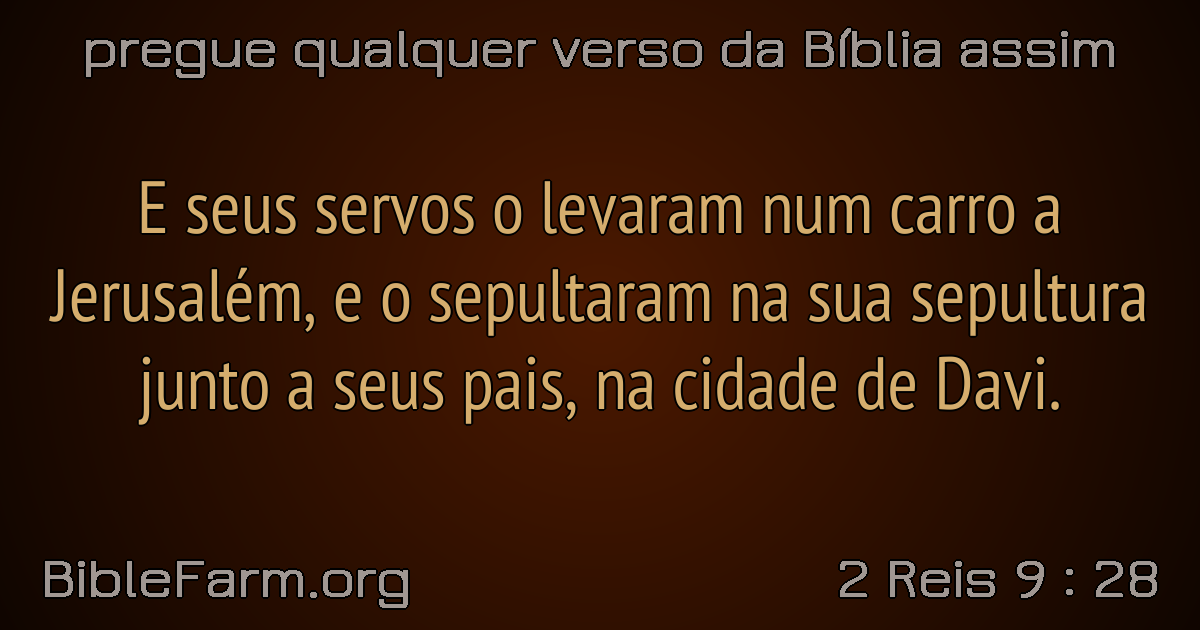 pregue qualquer verso da Bíblia assim
E seus servos o levaram num carro a
Jerusalém, e o sepultaram na sua sepultura
junto a seus pais, na cidade de Davi.
BibleFarm.org
2 Reis 9 : 28